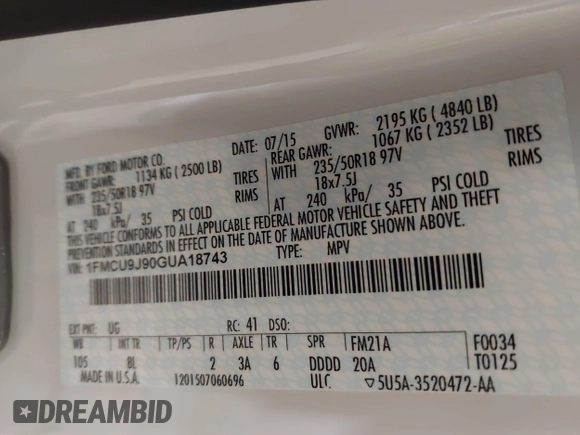 MFD. BY FORD MOTOR CO.
DATE: 07/15 GVWR: 2195 KG ( 4840 LB)
FRONT GAWR: 1134 KG ( 2500 LB) REAR GAWR: 1067 KG ( 2352 LB)
WITH 235/50R18 97V TIRES WITH 235/50R18 97V TIRES
18x7.5J RIMS 18x7.5J RIMS
AT 240 kPa/ 35 PSI COLD AT 240 kPa/ 35 PSI COLD
THIS VEHICLE CONFORMS TO ALL APPLICABLE FEDERAL MOTOR VEHICLE SAFETY AND THEFT
PREVENTION STANDARDS IN EFFECT ON THE DATE OF MANUFACTURE SHOWN ABOVE.
VIN: 1FMCU9J90GUA18743 TYPE: MPV
EXT PNT: UG RC: 41 DSO:
WB INT TR TP/PS R AXLE TR SPR FM21A F0034
105 8L 2 3A 6 DDDD 20A T0125
MADE IN U.S.A. 1201507060696 ULC ▽5U5A-3520472-AA
DREAMBID